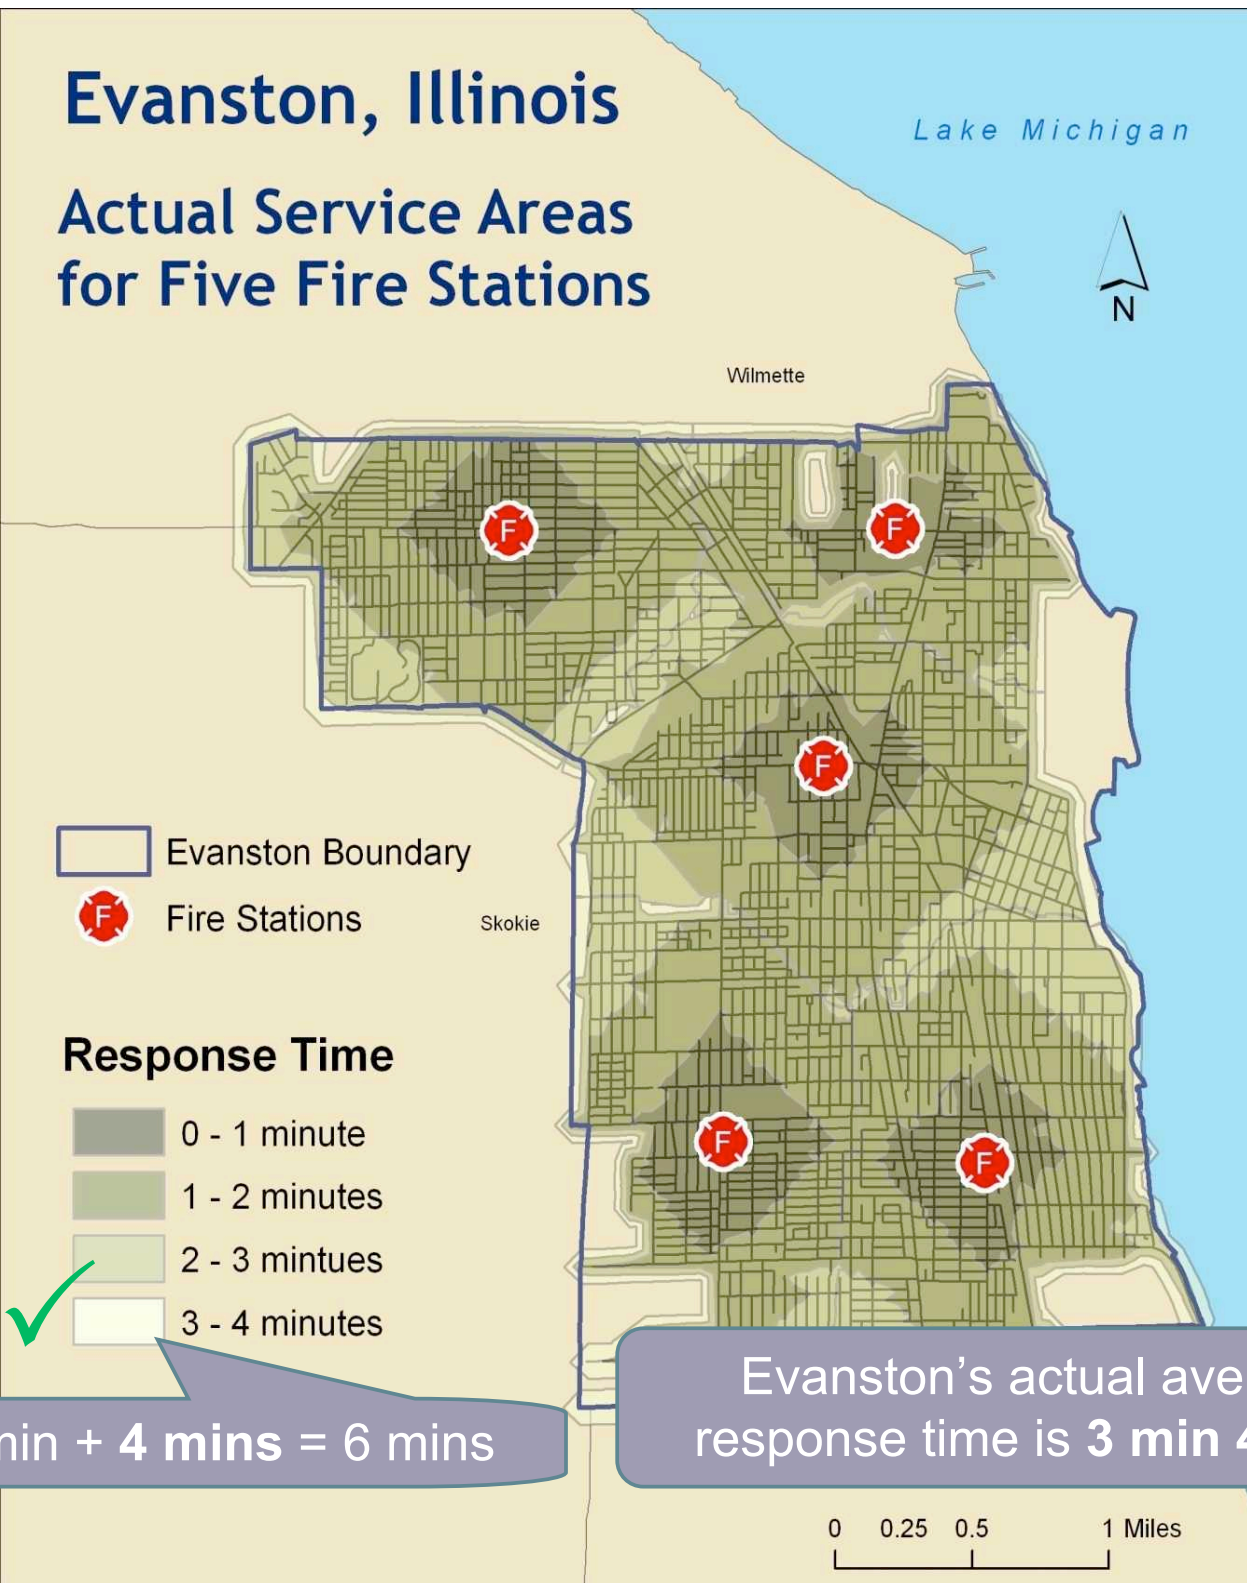 Evanston, Illinois
Actual Service Areas
for Five Fire Stations
Lake Michigan
N
Wilmette
F
F
F
F
F
Evanston Boundary
F
Fire Stations
Skokie
Response Time
0 - 1 minute
1 - 2 minutes
2 - 3 mintues
3 - 4 minutes
+ 4 mins = 6 mins
Evanston's actual
response time is 3 min
0 0.25 0.5 1 Miles